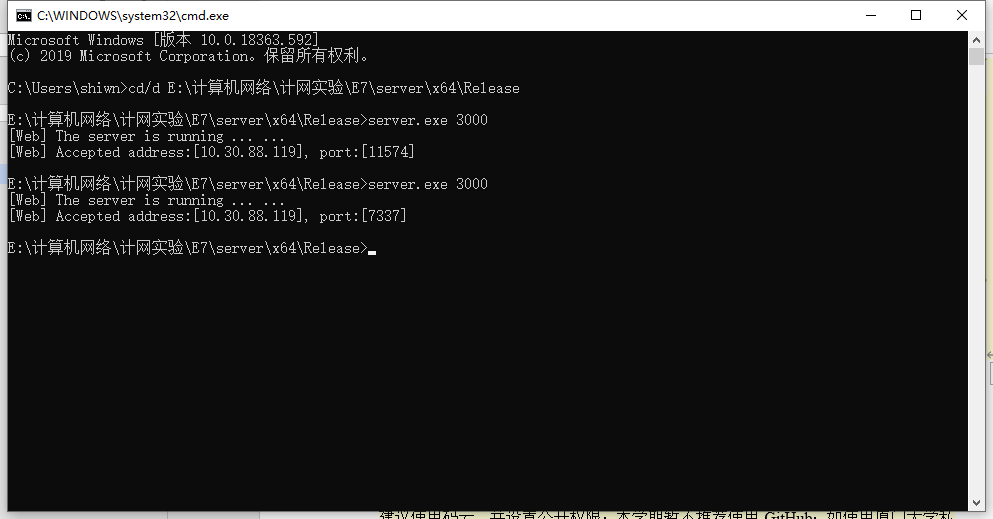 C:\WINDOWS\system32\cmd.exe
Microsoft Windows [版本 10.0.18363.592]
(c) 2019 Microsoft Corporation。保留所有权利。
C:\Users\shiwn>cd/d E:\计算机网络\计网实验\E7\server\x64\Release
E:\计算机网络\计网实验\E7\server\x64\Release>server.exe 3000
[Web] The server is running ... ...
[Web] Accepted address:[10.30.88.119], port:[11574]
E:\计算机网络\计网实验\E7\server\x64\Release>server.exe 3000
[Web] The server is running ... ...
[Web] Accepted address:[10.30.88.119], port:[7337]
E:\计算机网络\计网实验\E7\server\x64\Release>
建议使用码云，并设置公开权限；本学期暂不推荐使用 GitHub；如使用厦门大学私